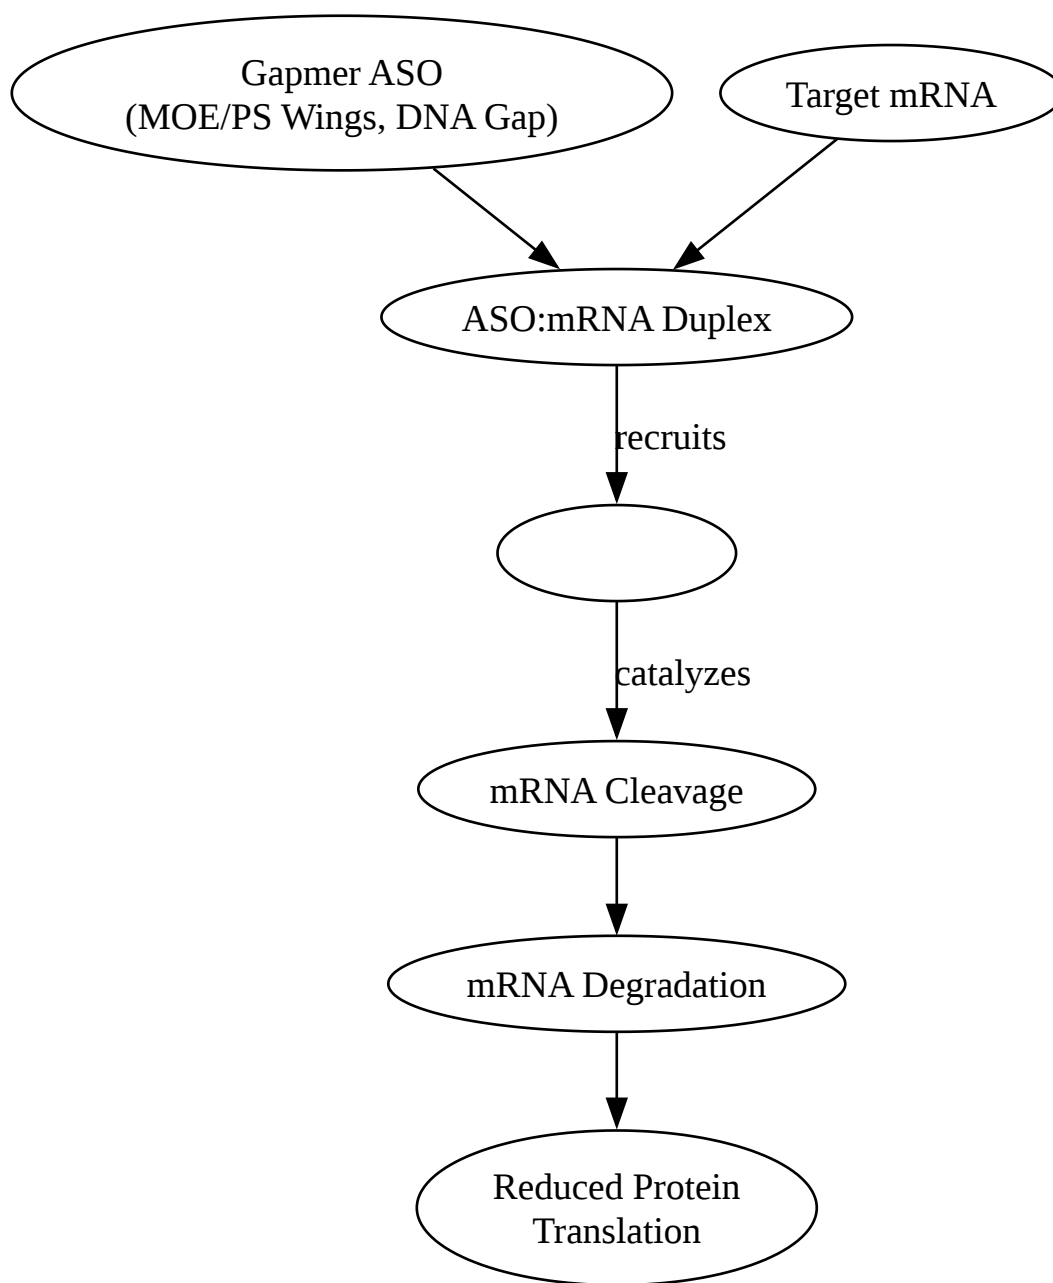 Gapmer ASO
(MOE/PS Wings, DNA Gap)
Target mRNA
ASO:mRNA Duplex
recruits
catalyzes
mRNA Cleavage
mRNA Degradation
Reduced Protein
Translation